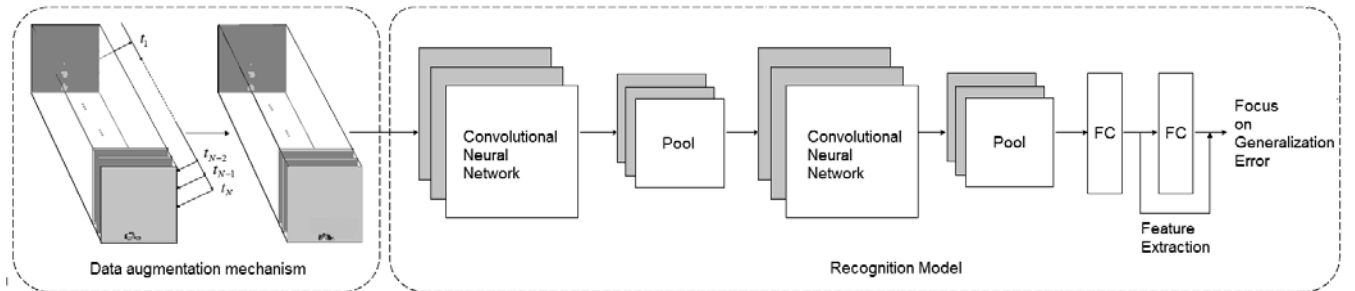 t1
tN-2
tN-1
tN
Data augmentation mechanism
Convolutional
Neural
Network
Pool
Convolutional
Neural
Network
Pool
FC
FC
Focus
on
Generalization
Error
Feature
Extraction
Recognition Model